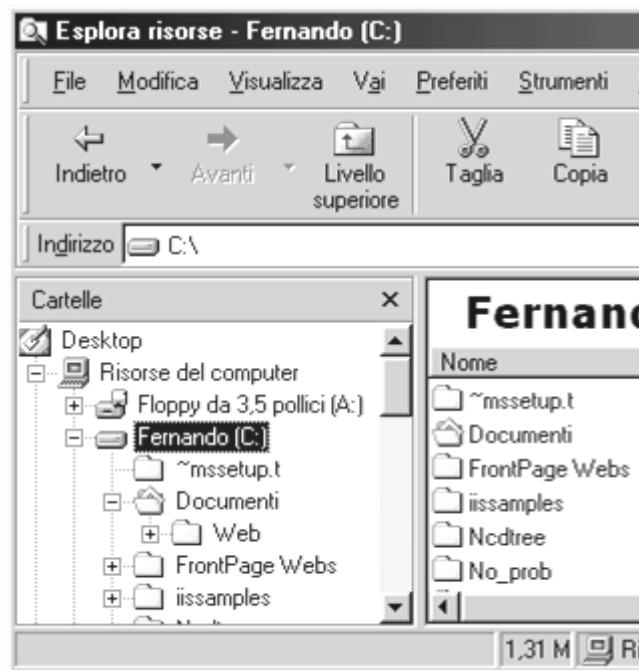 Esplora risorse - Fernando (C:)
File Modifica Visualizza Vai Preferiti Strumenti
Indietro Avanti Livello superiore Taglia Copia
Indirizzo C:\
Cartelle
Desktop
Risorse del computer
Floppy da 3,5 pollici (A:)
Fernando (C:)
~mssetup.t
Documenti
Web
FrontPage Webs
iissamples
Fernand
Nome
~mssetup.t
Documenti
FrontPage Webs
iissamples
Ncdtree
No_prob
1,31 M Ri